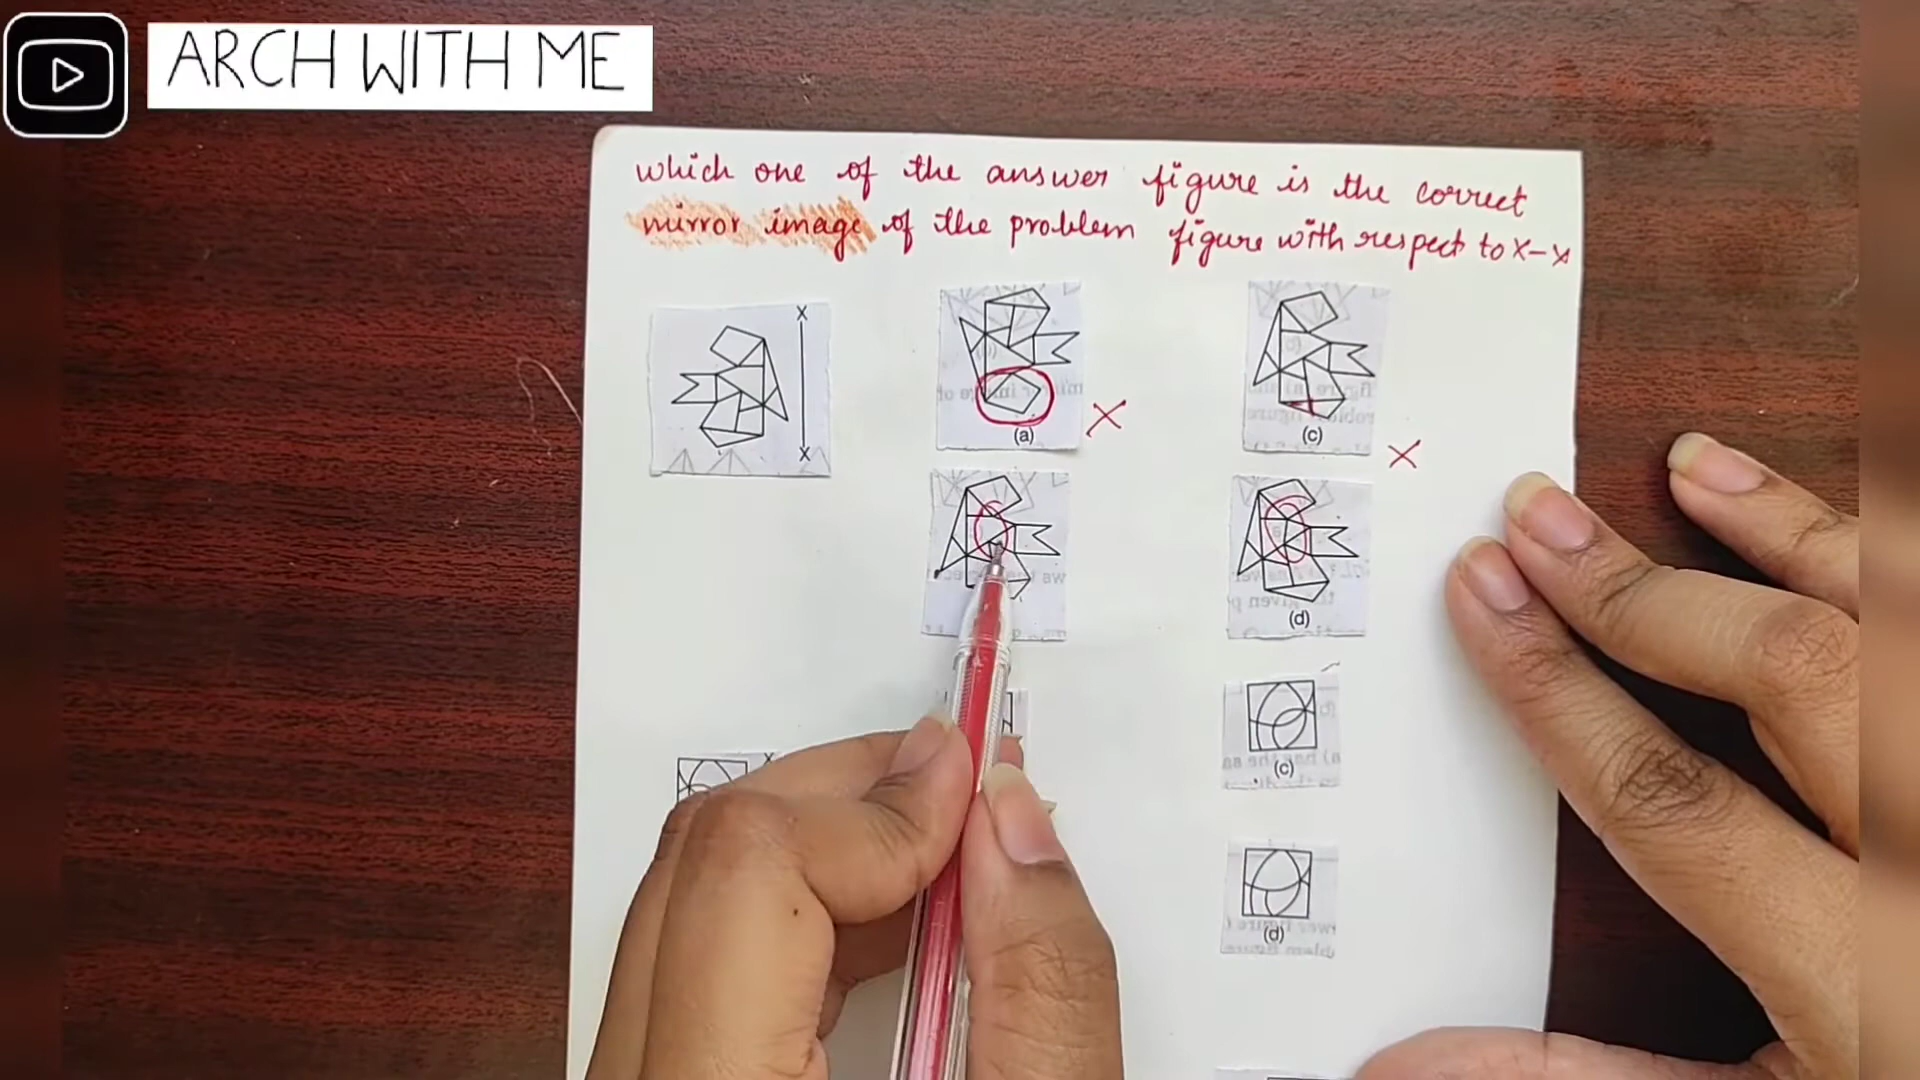 ARCH WITH ME
which one of the answer figure is the correct
mirror image of the problem figure with respect to X-X
X
X
(a)
(c)
(d)
X
(c)
(d)